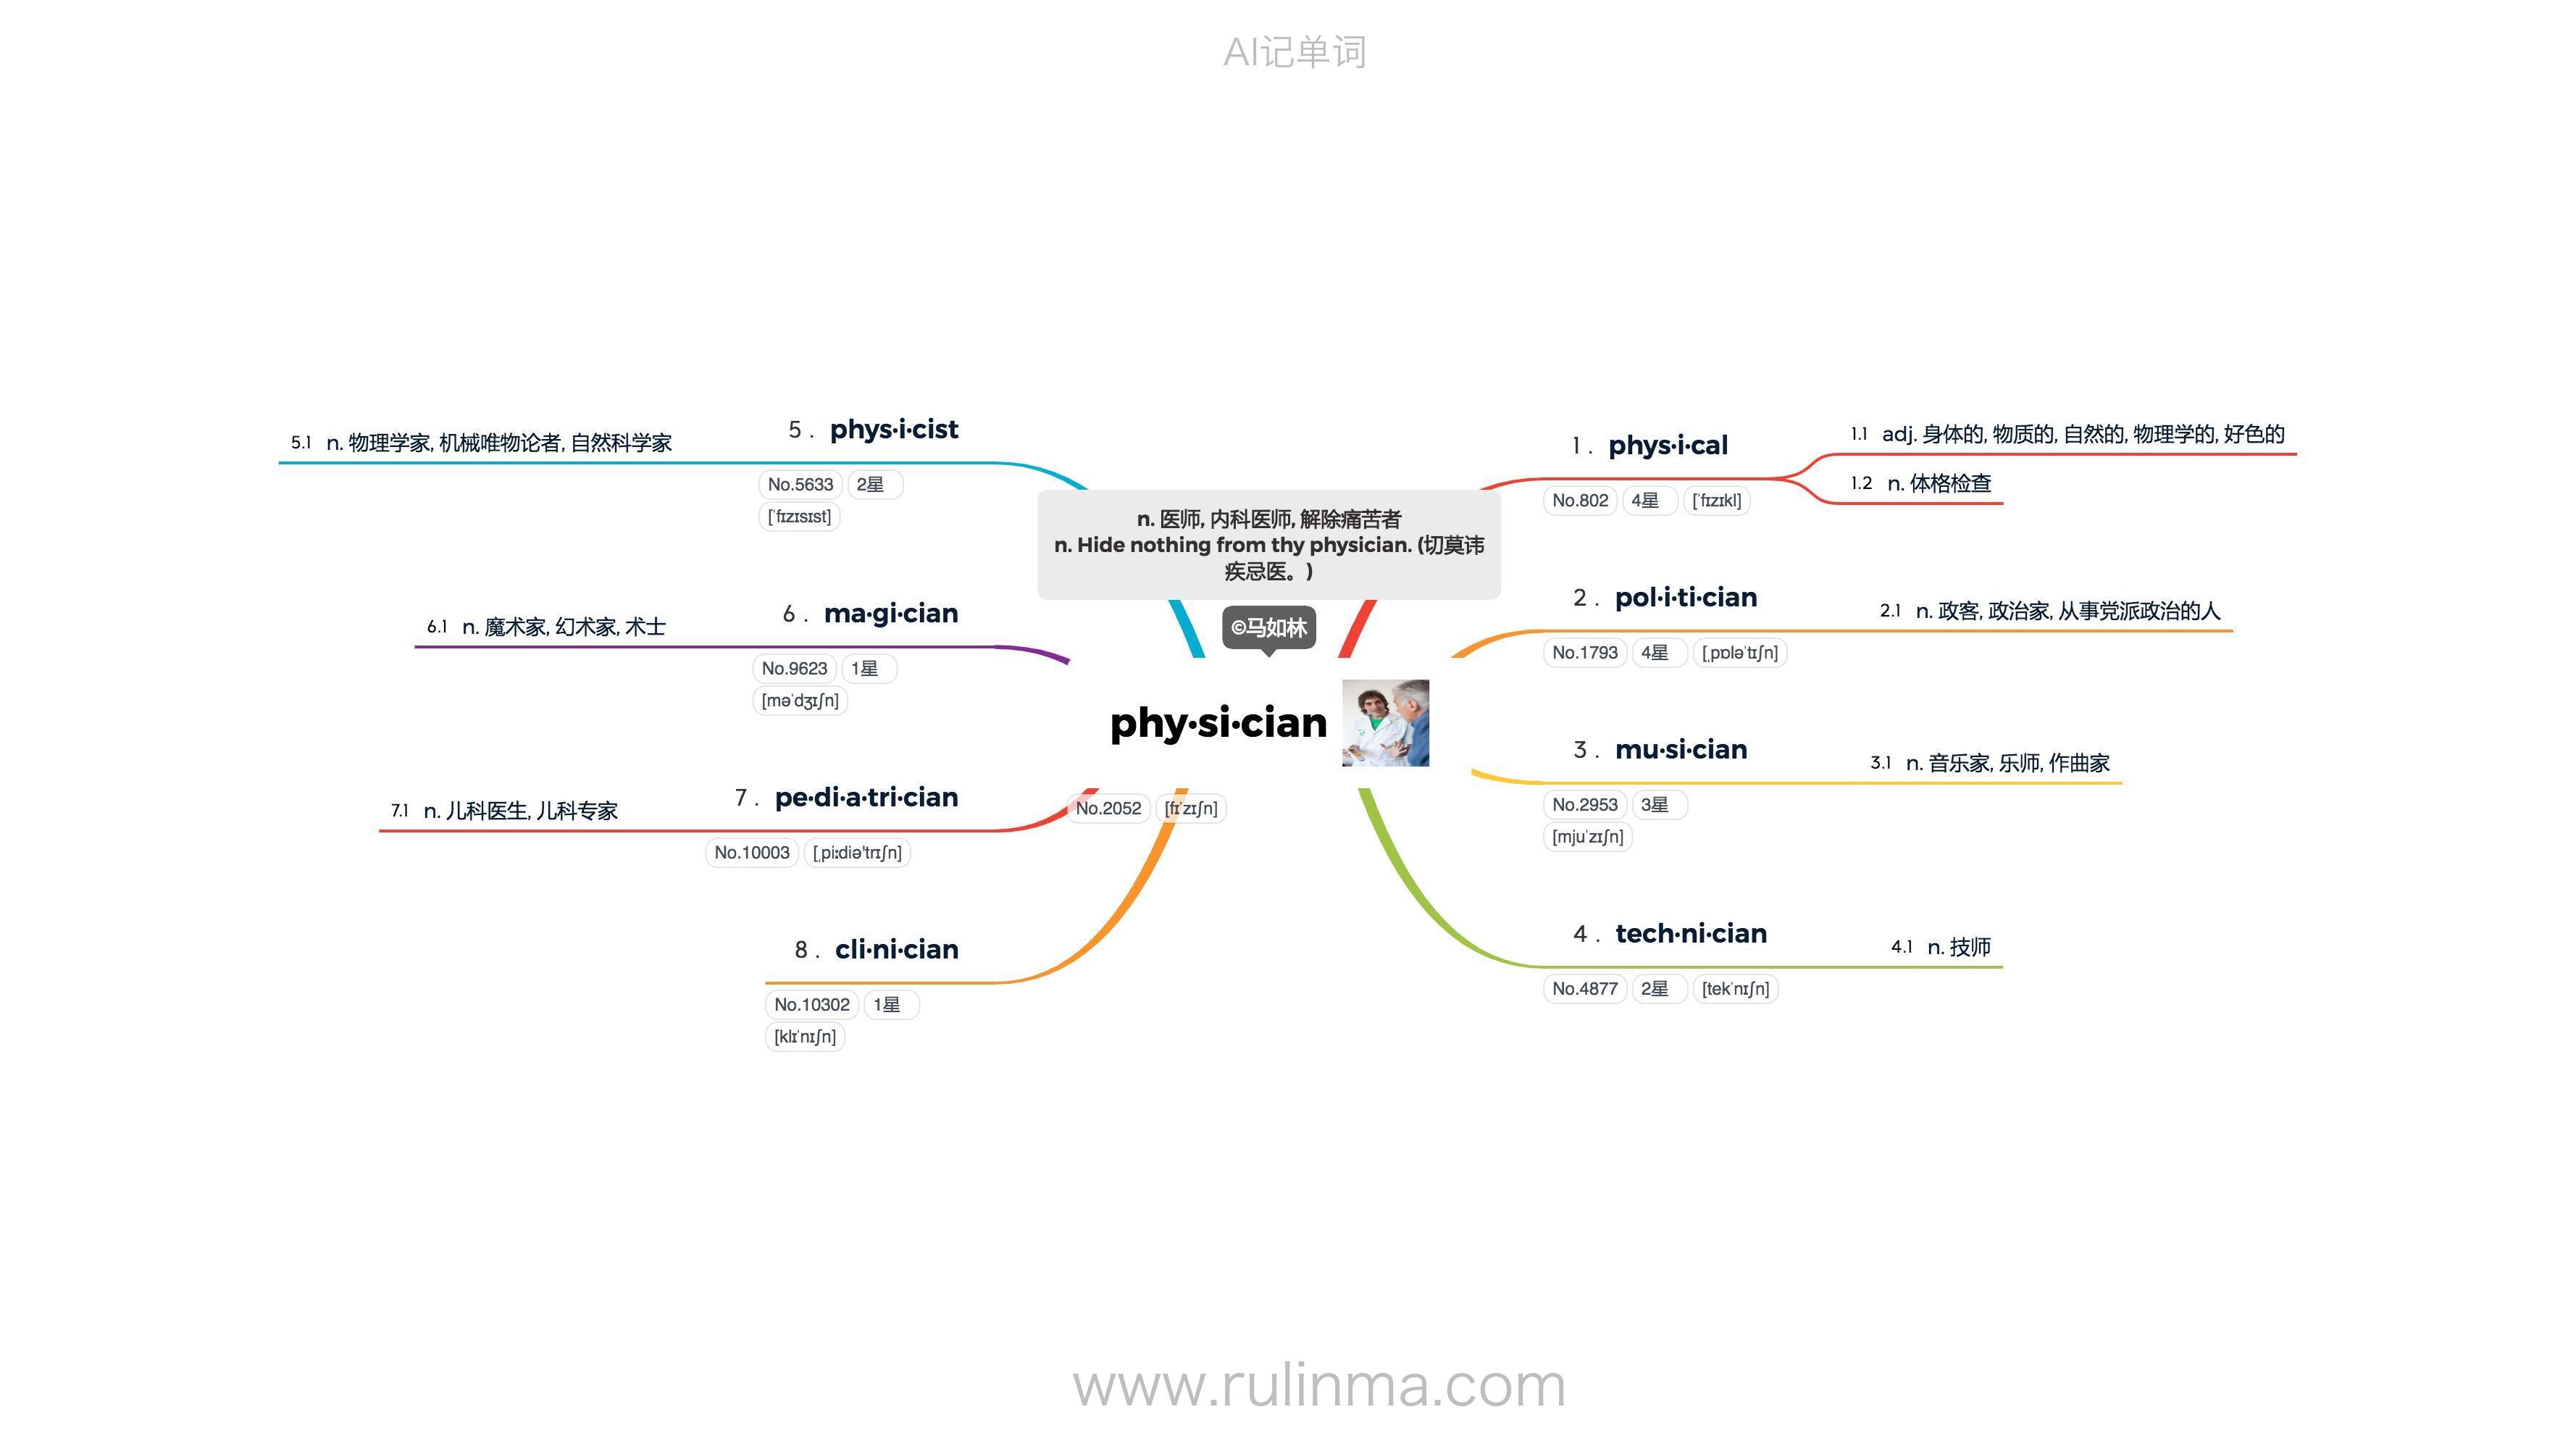 AI记单词
n. 医师, 内科医师, 解除痛苦者
n. Hide nothing from thy physician. (切莫讳
疾忌医。)
©马如林
phy·si·cian
No.2052 [fɪˈzɪʃn]
1. phys·i·cal
No.802 4星 [ˈfɪzɪkl]
1.1 adj. 身体的, 物质的, 自然的, 物理学的, 好色的
1.2 n. 体格检查
2. pol·i·ti·cian
No.1793 4星 [ˌpɒləˈtɪʃn]
2.1 n. 政客, 政治家, 从事党派政治的人
3. mu·si·cian
No.2953 3星
[mjuˈzɪʃn]
3.1 n. 音乐家, 乐师, 作曲家
4. tech·ni·cian
No.4877 2星 [tekˈnɪʃn]
4.1 n. 技师
5. phys·i·cist
No.5633 2星
[ˈfɪzɪsɪst]
5.1 n. 物理学家, 机械唯物论者, 自然科学家
6. ma·gi·cian
No.9623 1星
[məˈdʒɪʃn]
6.1 n. 魔术家, 幻术家, 术士
7. pe·di·a·tri·cian
No.10003 [ˌpiːdiəˈtrɪʃn]
7.1 n. 儿科医生, 儿科专家
8. cli·ni·cian
No.10302 1星
[klɪˈnɪʃn]
www.rulinma.com